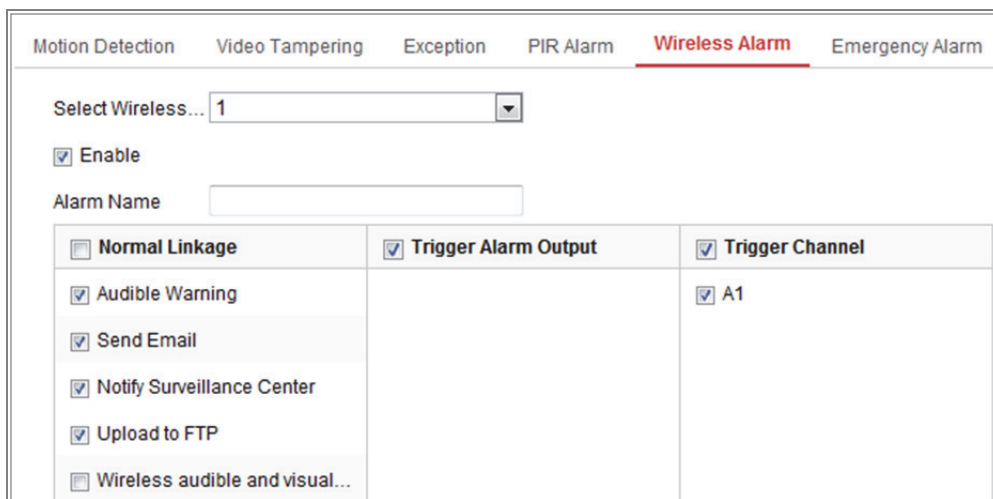 Motion Detection Video Tampering Exception PIR Alarm Wireless Alarm Emergency Alarm
Select Wireless... 1
Enable
Alarm Name
Normal Linkage Trigger Alarm Output Trigger Channel
Audible Warning A1
Send Email
Notify Surveillance Center
Upload to FTP
Wireless audible and visual...